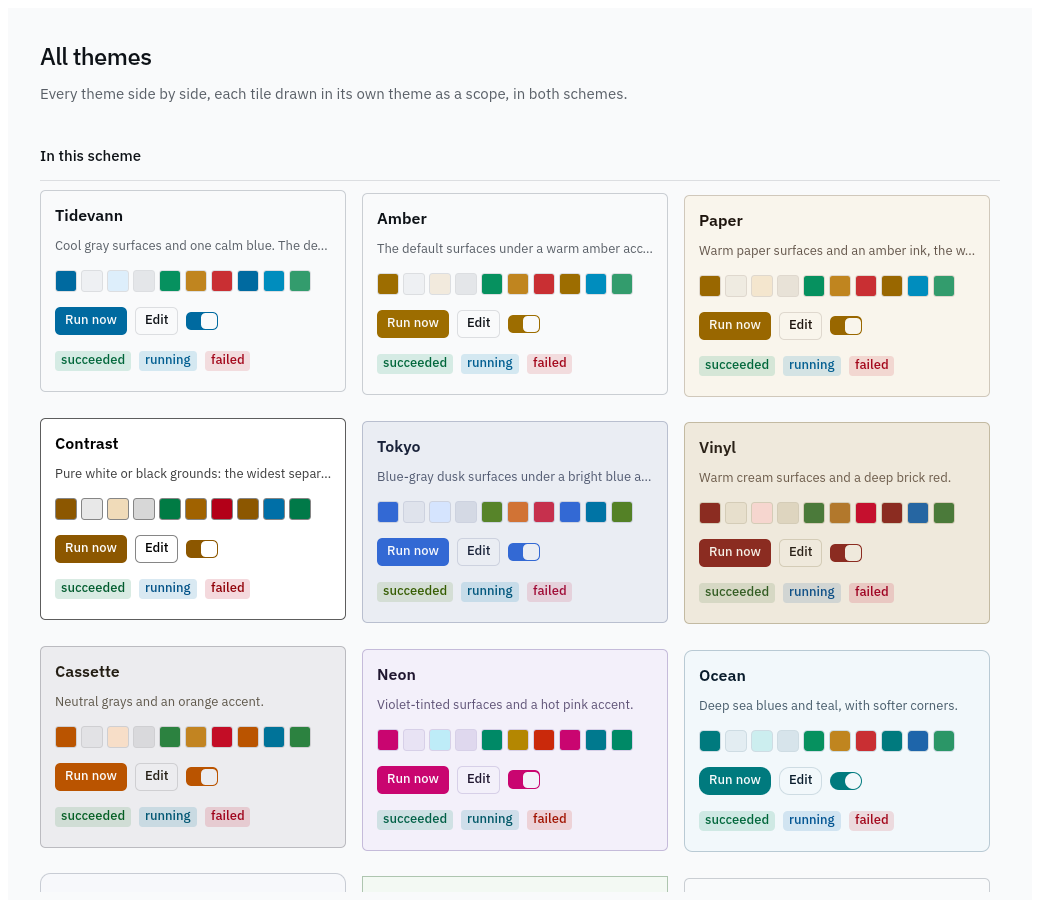 All themes
Every theme side by side, each tile drawn in its own theme as a scope, in both schemes.
In this scheme
Tidevann
Cool gray surfaces and one calm blue. The de...
Run now
Edit
succeeded running failed
Amber
The default surfaces under a warm amber acc...
Run now
Edit
succeeded running failed
Paper
Warm paper surfaces and an amber ink, the w...
Run now
Edit
succeeded running failed
Contrast
Pure white or black grounds: the widest separ...
Run now
Edit
succeeded running failed
Tokyo
Blue-gray dusk surfaces under a bright blue a...
Run now
Edit
succeeded running failed
Vinyl
Warm cream surfaces and a deep brick red.
Run now
Edit
succeeded running failed
Cassette
Neutral grays and an orange accent.
Run now
Edit
succeeded running failed
Neon
Violet-tinted surfaces and a hot pink accent.
Run now
Edit
succeeded running failed
Ocean
Deep sea blues and teal, with softer corners.
Run now
Edit
succeeded running failed